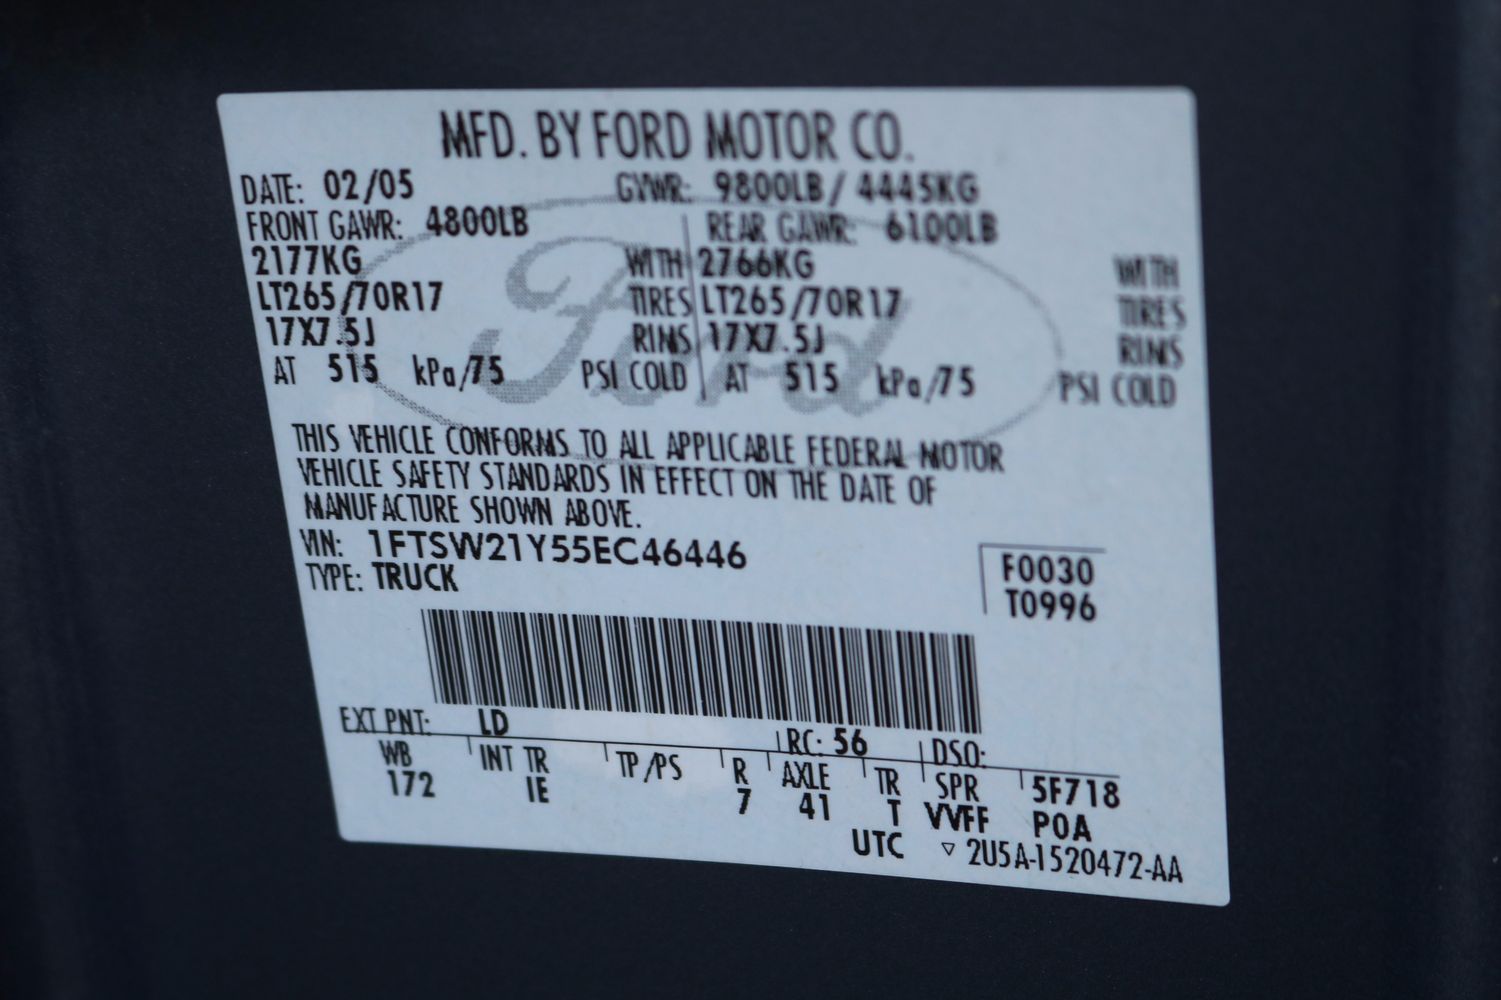 MFD. BY FORD MOTOR CO.
DATE: 02/05 GVWR: 9800LB / 4445KG
FRONT GAWR: 4800LB REAR GAWR: 6100LB
2177KG WITH 2766KG WITH
LT265/70R17 TIRES LT265/70R17 TIRES
17X7.5J RIMS 17X7.5J RIMS
AT 515 kPa/75 PSI COLD AT 515 kPa/75 PSI COLD
Ford
THIS VEHICLE CONFORMS TO ALL APPLICABLE FEDERAL MOTOR
VEHICLE SAFETY STANDARDS IN EFFECT ON THE DATE OF
MANUFACTURE SHOWN ABOVE.
VIN: 1FTSW21Y55EC46446
TYPE: TRUCK
F0030
T0996
EXT PNT: LD RC: 56 DSO:
WB INT TR TP/PS R AXLE TR SPR 5F718
172 IE 7 41 T VVFF POA
UTC ▽ 2U5A-1520472-AA